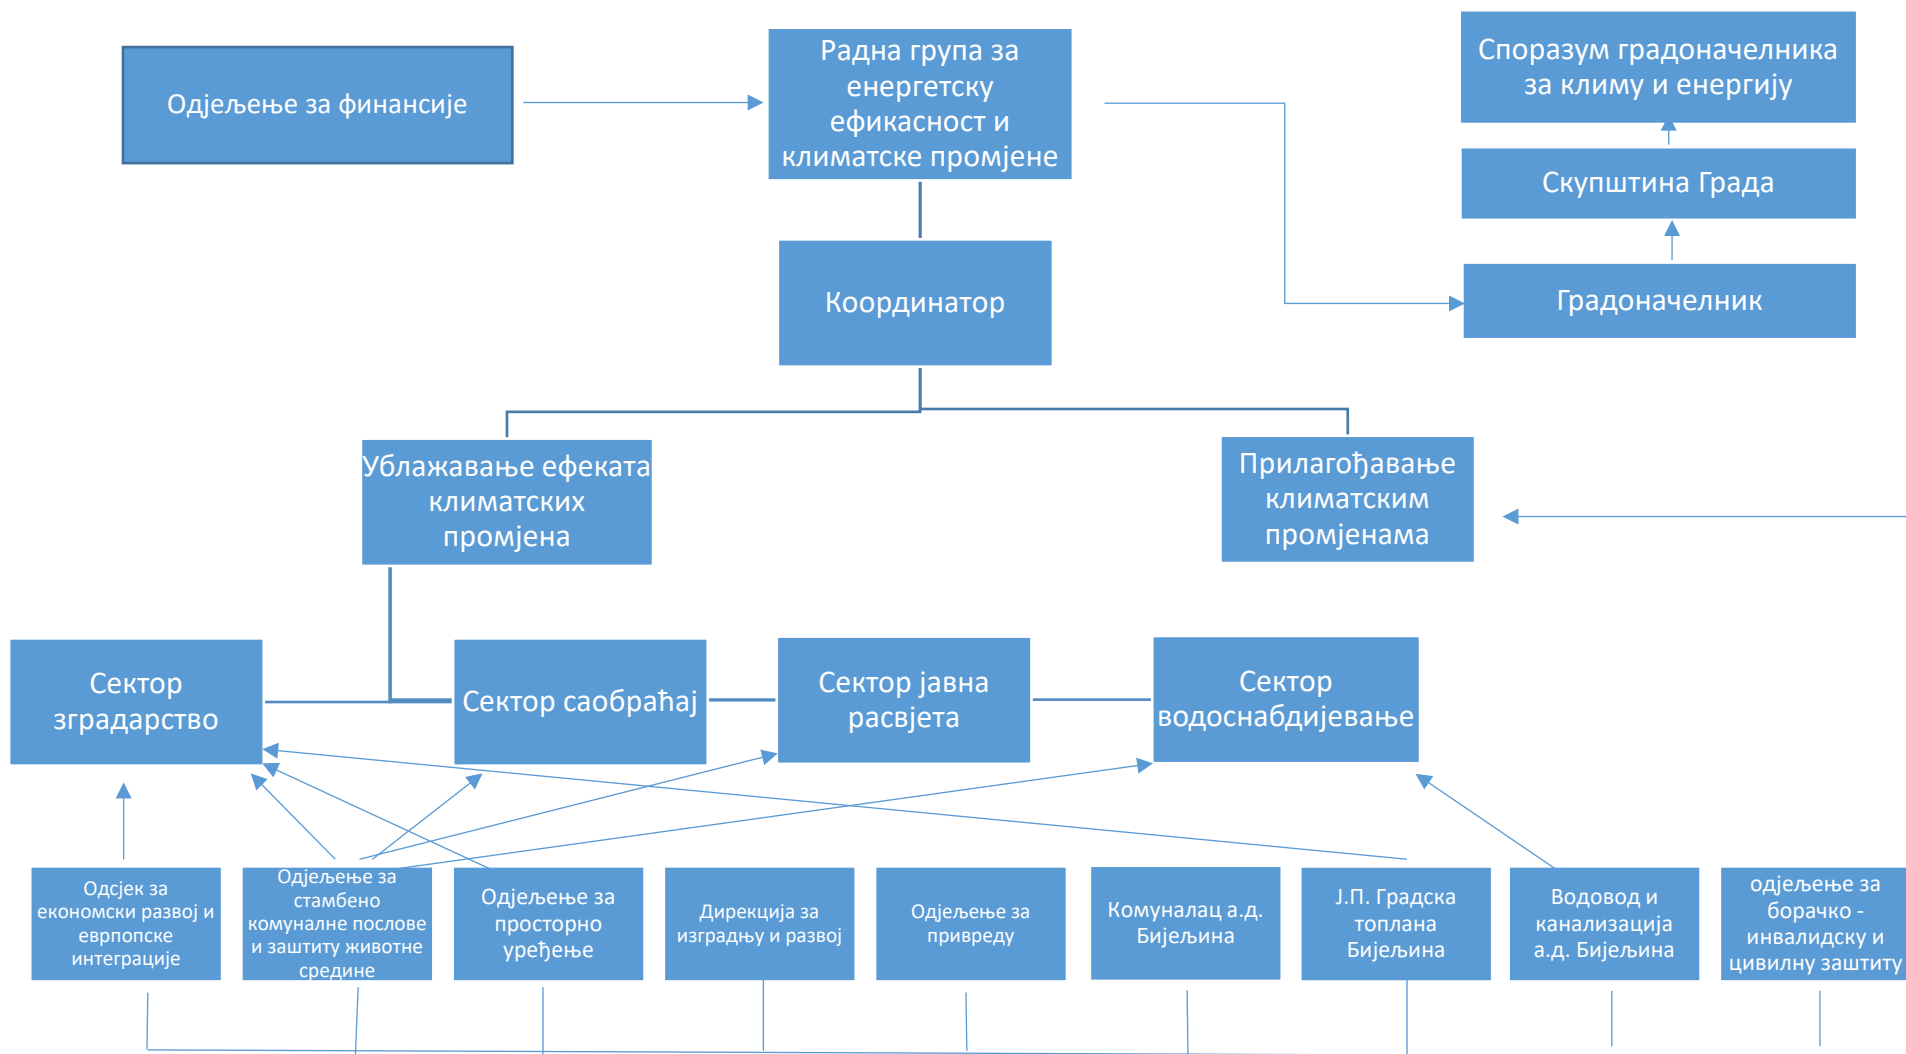 Одјељење за финансије
Радна група за
енергетску
ефикасност и
климатске промјене
Споразум градоначелника
за климу и енергију
Скупштина Града
Градоначелник
Координатор
Ублажавање ефеката
климатских
промјена
Прилагођавање
климатским
промјенама
Сектор
зградарство
Сектор саобраћај
Сектор јавна
расвјета
Сектор
водоснабдијевање
Одсјек за
економски развој и
еврпопске
интеграције
Одјељење за
стамбено
комуналне послове
и заштиту животне
средине
Одјељење за
просторно
уређење
Дирекција за
изградњу и развој
Одјељење за
привреду
Комуналац а.д.
Бијељина
Ј.П. Градска
топлана
Бијељина
Водовод и
канализација
а.д. Бијељина
одјељење за
борачко -
инвалидску и
цивилну заштиту